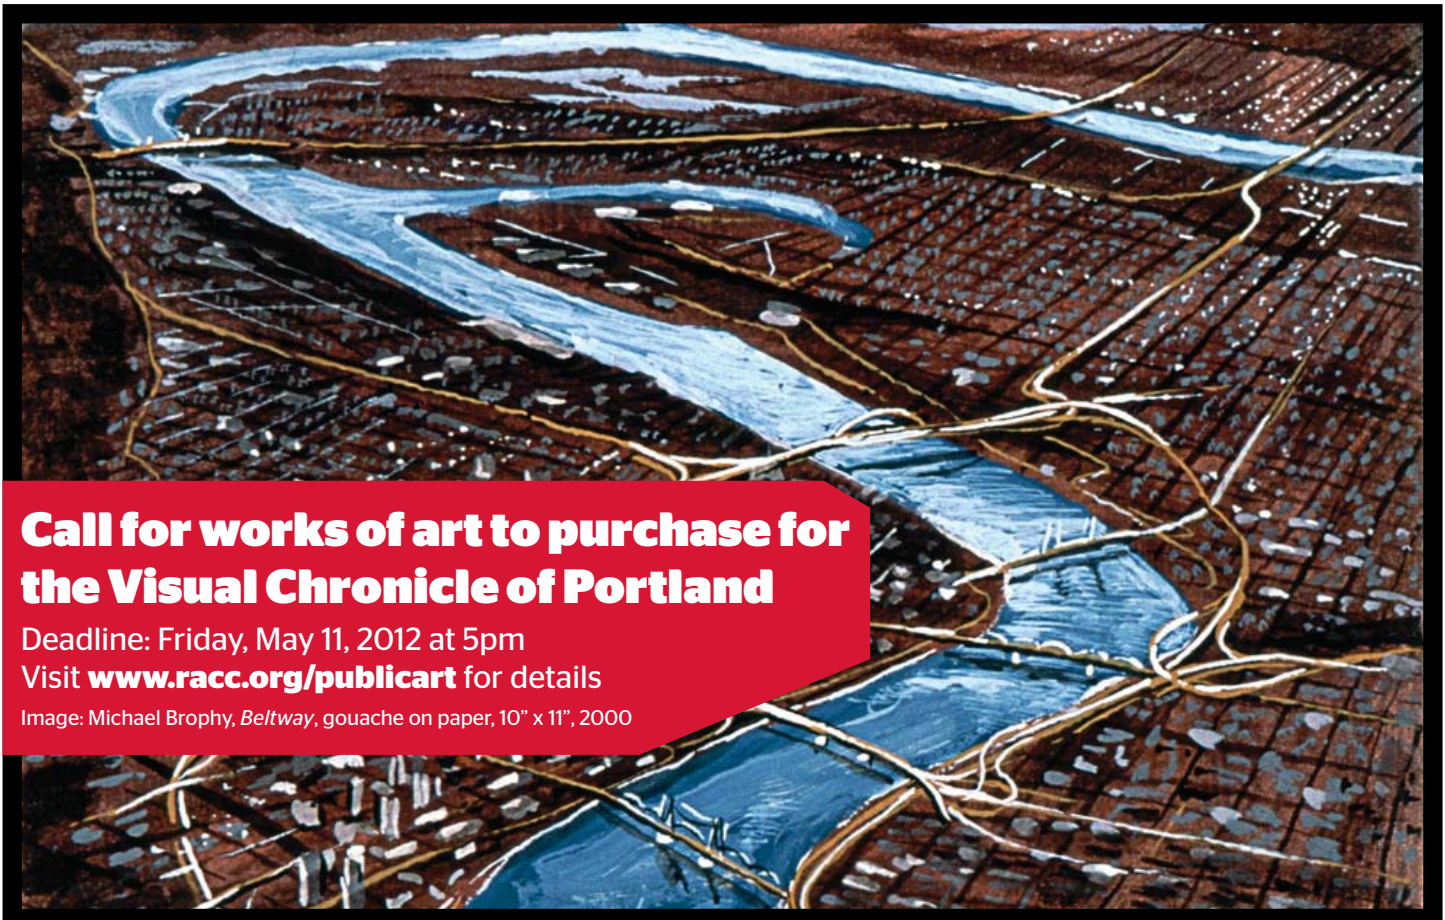 Call for works of art to purchase for
the Visual Chronicle of Portland
Deadline: Friday, May 11, 2012 at 5pm
Visit www.racc.org/publicart for details
Image: Michael Brophy, Beltway, gouache on paper, 10” x 11”, 2000